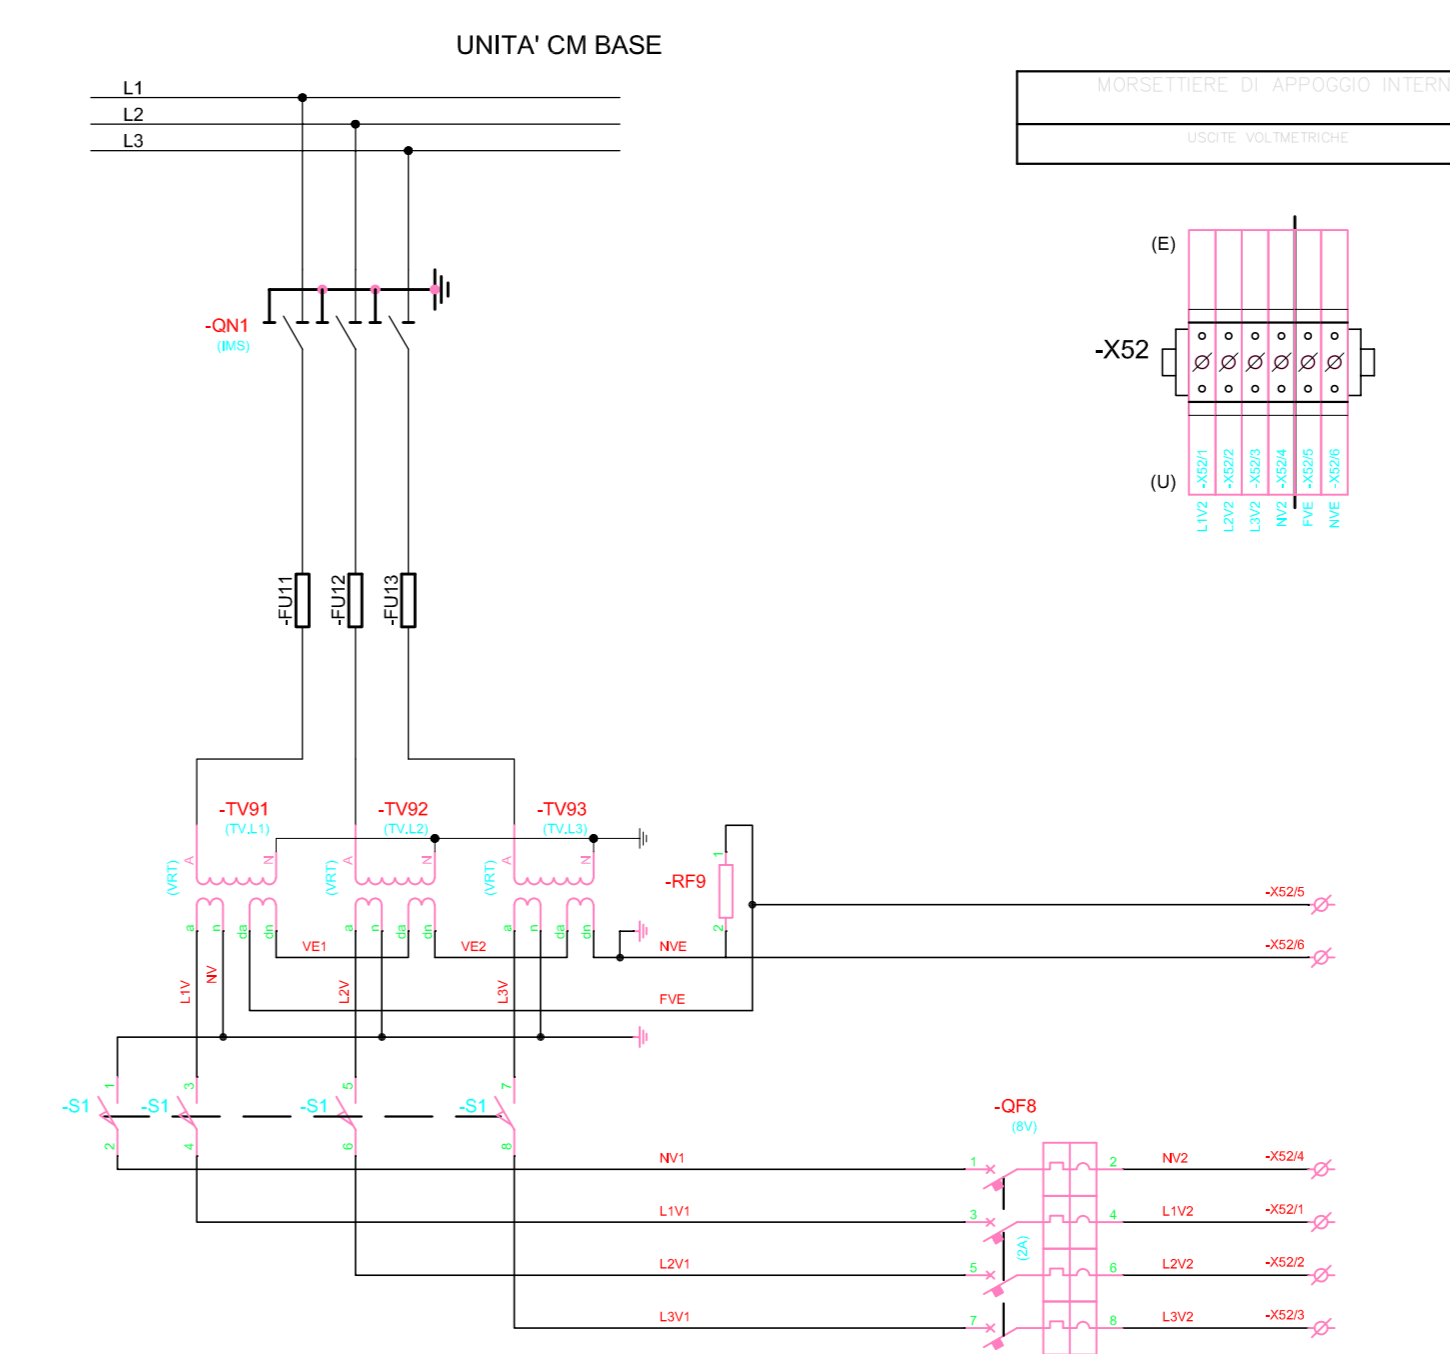 UNITA' CM BASE
L1
L2
L3
MORSETTIERE DI APPOGGIO INTERN
USCITE VOLTMETRICHE
(E)
-QN1
(IMS)
-X52
(U)
-X52/1
-X52/2
-X52/3
-X52/4
-X52/5
-X52/6
L1V2
L2V2
L3V2
NV2
FVE
NVE
-FU11
-FU12
-FU13
-TV91
(TV.L1)
-TV92
(TV.L2)
-TV93
(TV.L3)
(VRT)
A
N
(VRT)
A
N
(VRT)
A
N
-RF9
1
2
-X52/5
-X52/6
a
n
da
dn
a
n
da
dn
a
n
da
dn
VE1
VE2
NVE
L1V
NV
L2V
L3V
FVE
-S1
1
2
-S1
3
4
-S1
5
6
-S1
7
8
-QF8
(8V)
(2A)
NV1
1
2
NV2
-X52/4
L1V1
3
4
L1V2
-X52/1
L2V1
5
6
L2V2
-X52/2
L3V1
7
8
L3V2
-X52/3